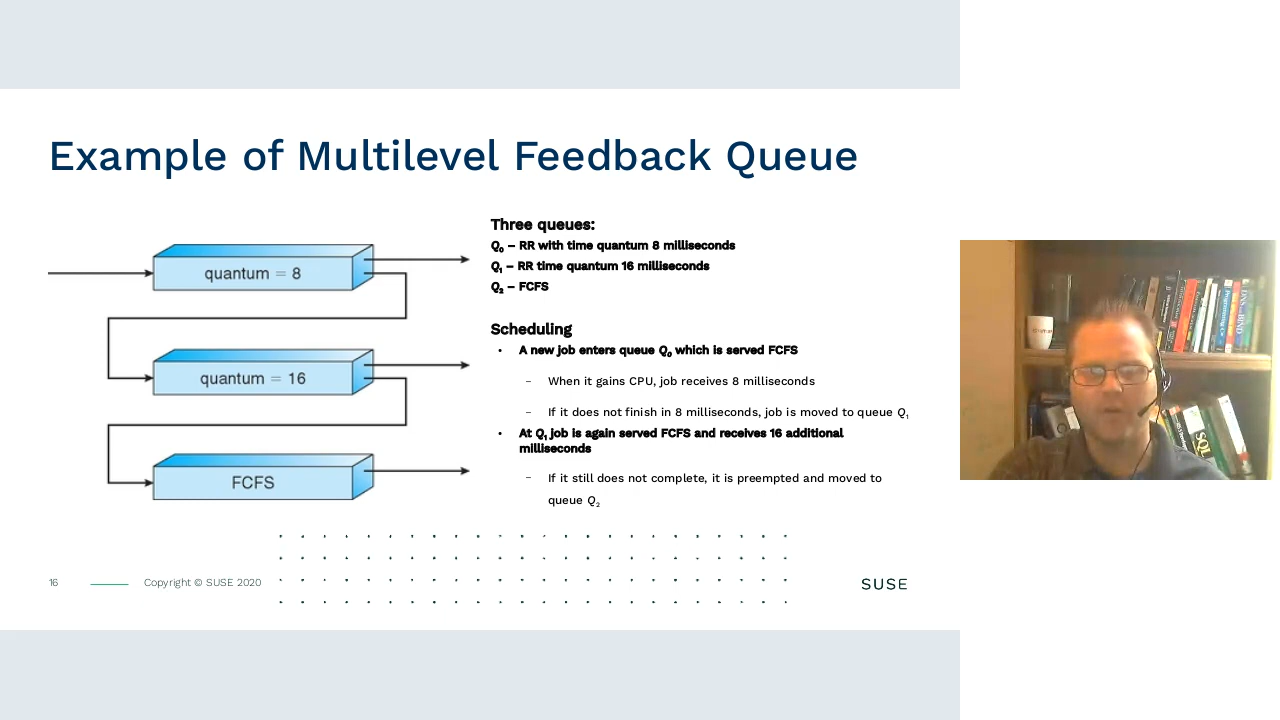 Example of Multilevel Feedback Queue
quantum = 8
quantum = 16
FCFS
Three queues:
Q0 – RR with time quantum 8 milliseconds
Q1 – RR time quantum 16 milliseconds
Q2 – FCFS
Scheduling
• A new job enters queue Q0 which is served FCFS
– When it gains CPU, job receives 8 milliseconds
– If it does not finish in 8 milliseconds, job is moved to queue Q1
• At Q1 job is again served FCFS and receives 16 additional
milliseconds
– If it still does not complete, it is preempted and moved to
queue Q2
16
Copyright © SUSE 2020
SUSE
DNS and BIND
SQL